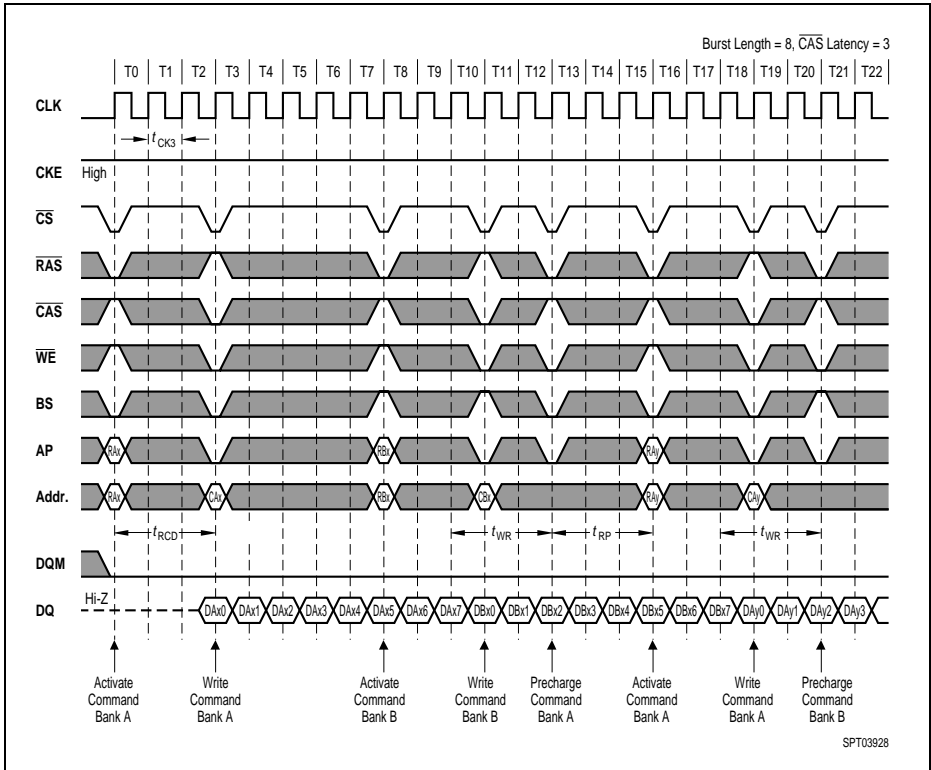 Burst Length = 8, CAS Latency = 3
T0 T1 T2 T3 T4 T5 T6 T7 T8 T9 T10 T11 T12 T13 T14 T15 T16 T17 T18 T19 T20 T21 T22
CLK
t CK3
CKE High
CS
RAS
CAS
WE
BS
AP RAx RBx RAy
Addr. RAx CAx RBx CBx RAy CAy
t RCD t WR t RP t WR
DQM
DQ Hi-Z DAx0 DAx1 DAx2 DAx3 DAx4 DAx5 DAx6 DAx7 DBx0 DBx1 DBx2 DBx3 DBx4 DBx5 DBx6 DBx7 DAy0 DAy1 DAy2 DAy3
Activate Write Activate Write Precharge Activate Write Precharge
Command Command Command Command Command Command Command Command
Bank A Bank A Bank B Bank B Bank A Bank A Bank A Bank B
SPT03928